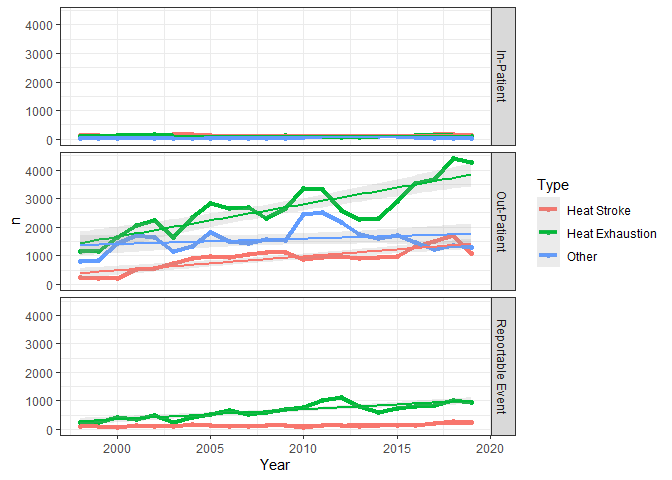 4000
3000
2000
1000
0
In-Patient
4000
3000
2000
1000
0
Out-Patient
4000
3000
2000
1000
0
Reportable Event
n
2000
2005
2010
2015
2020
Year
Type
Heat Stroke
Heat Exhaustion
Other